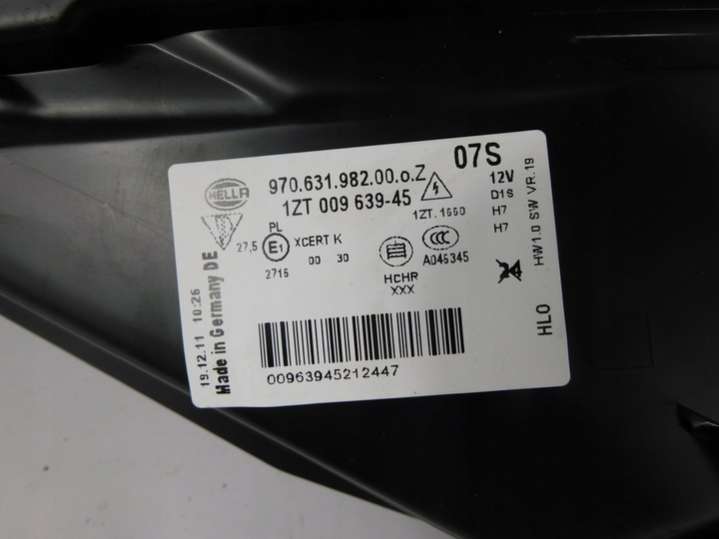 HELLA
970.631.982.00.o.Z
07S
1ZT 009 639-45
12V
D1S
H7
H7
1ZT.1660
27,5
PL
E1
XCERT K
00 30
2715
HCHR
XXX
CCC
A046345
24
HW1.0 SW VR.19
HLO
19.12.11 10:26
Made in Germany DE
00963945212447